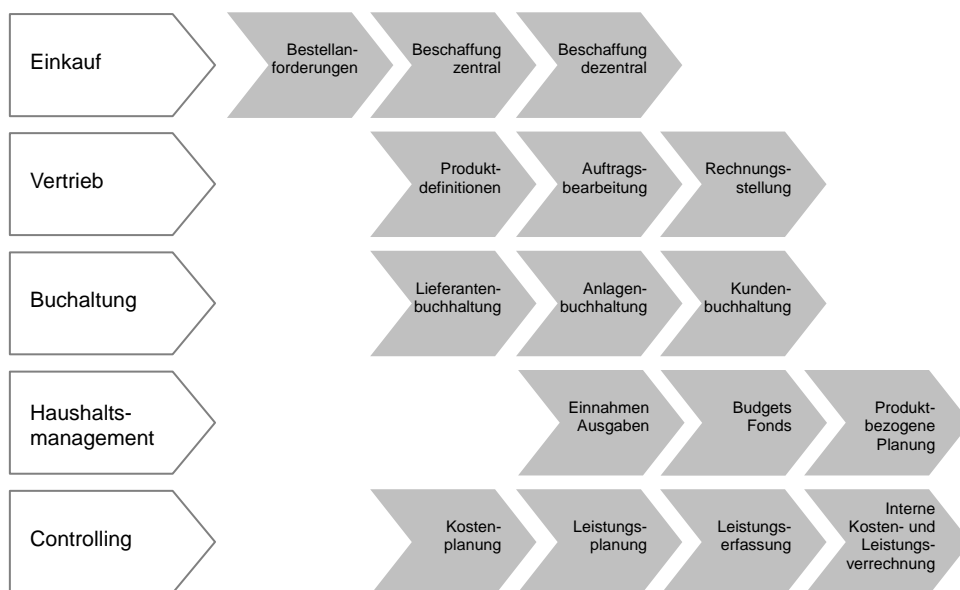 Einkauf
Bestellan-
forderungen
Beschaffung
zentral
Beschaffung
dezentral
Vertrieb
Produkt-
definitionen
Auftrags-
bearbeitung
Rechnungs-
stellung
Buchaltung
Lieferanten-
buchhaltung
Anlagen-
buchhaltung
Kunden-
buchhaltung
Haushalts-
management
Einnahmen
Ausgaben
Budgets
Fonds
Produkt-
bezogene
Planung
Controlling
Kosten-
planung
Leistungs-
planung
Leistungs-
erfassung
Interne
Kosten- und
Leistungs-
verrechnung